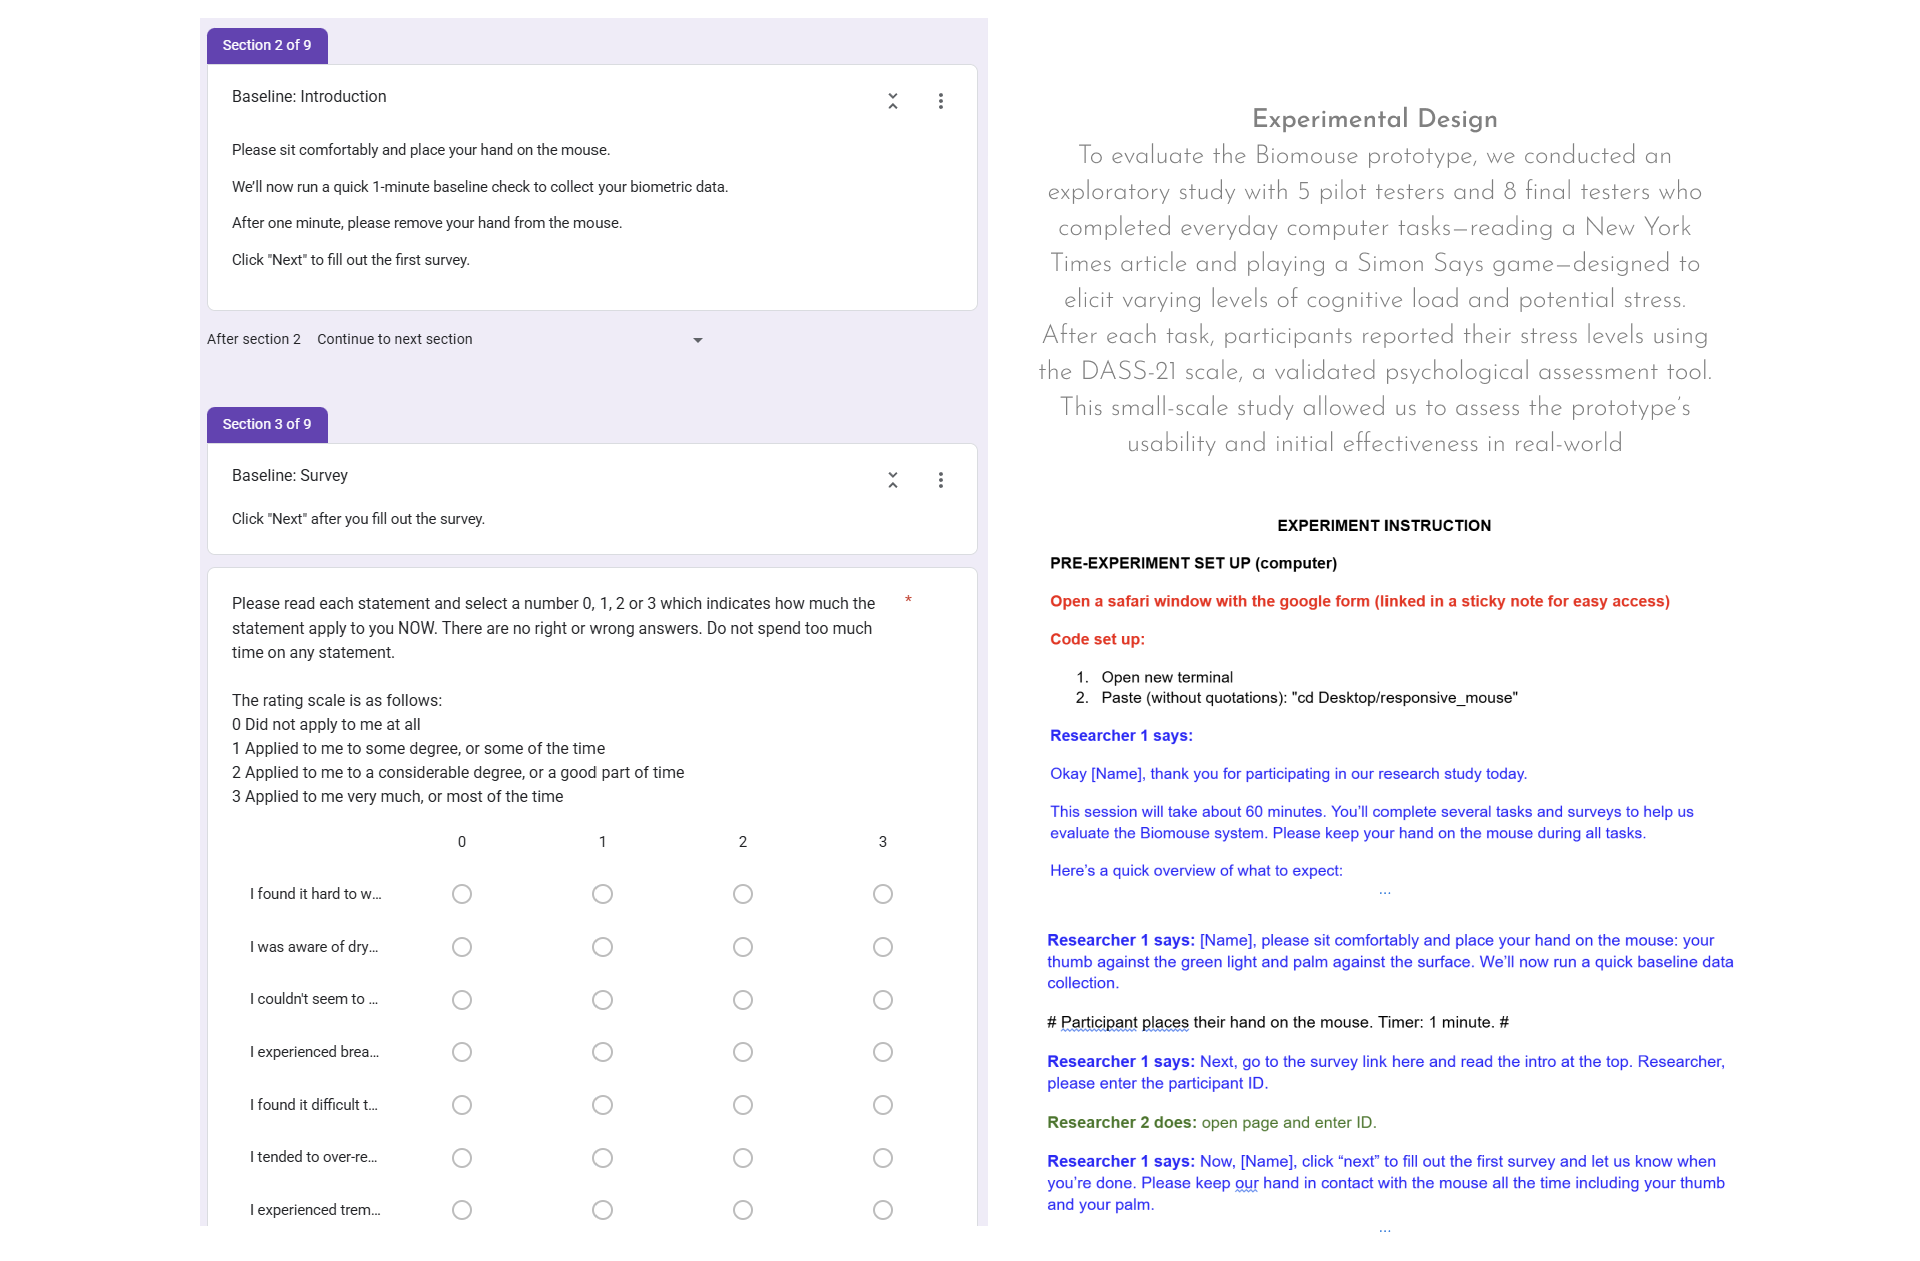 Section 2 of 9
Baseline: Introduction
Please sit comfortably and place your hand on the mouse.
We'll now run a quick 1-minute baseline check to collect your biometric data.
After one minute, please remove your hand from the mouse.
Click "Next" to fill out the first survey.
After section 2 Continue to next section
Section 3 of 9
Baseline: Survey
Click "Next" after you fill out the survey.
Please read each statement and select a number 0, 1, 2 or 3 which indicates how much the *
statement apply to you NOW. There are no right or wrong answers. Do not spend too much
time on any statement.
The rating scale is as follows:
0 Did not apply to me at all
1 Applied to me to some degree, or some of the time
2 Applied to me to a considerable degree, or a good part of time
3 Applied to me very much, or most of the time
0 1 2 3
I found it hard to w...
I was aware of dry...
I couldn't seem to ...
I experienced brea...
I found it difficult t...
I tended to over-re...
I experienced trem...
Experimental Design
To evaluate the Biomouse prototype, we conducted an
exploratory study with 5 pilot testers and 8 final testers who
completed everyday computer tasks—reading a New York
Times article and playing a Simon Says game—designed to
elicit varying levels of cognitive load and potential stress.
After each task, participants reported their stress levels using
the DASS-21 scale, a validated psychological assessment tool.
This small-scale study allowed us to assess the prototype's
usability and initial effectiveness in real-world
EXPERIMENT INSTRUCTION
PRE-EXPERIMENT SET UP (computer)
Open a safari window with the google form (linked in a sticky note for easy access)
Code set up:
1. Open new terminal
2. Paste (without quotations): "cd Desktop/responsive_mouse"
Researcher 1 says:
Okay [Name], thank you for participating in our research study today.
This session will take about 60 minutes. You'll complete several tasks and surveys to help us
evaluate the Biomouse system. Please keep your hand on the mouse during all tasks.
Here's a quick overview of what to expect:
...
Researcher 1 says: [Name], please sit comfortably and place your hand on the mouse: your
thumb against the green light and palm against the surface. We'll now run a quick baseline data
collection.
# Participant places their hand on the mouse. Timer: 1 minute. #
Researcher 1 says: Next, go to the survey link here and read the intro at the top. Researcher,
please enter the participant ID.
Researcher 2 does: open page and enter ID.
Researcher 1 says: Now, [Name], click “next” to fill out the first survey and let us know when
you're done. Please keep our hand in contact with the mouse all the time including your thumb
and your palm.
...